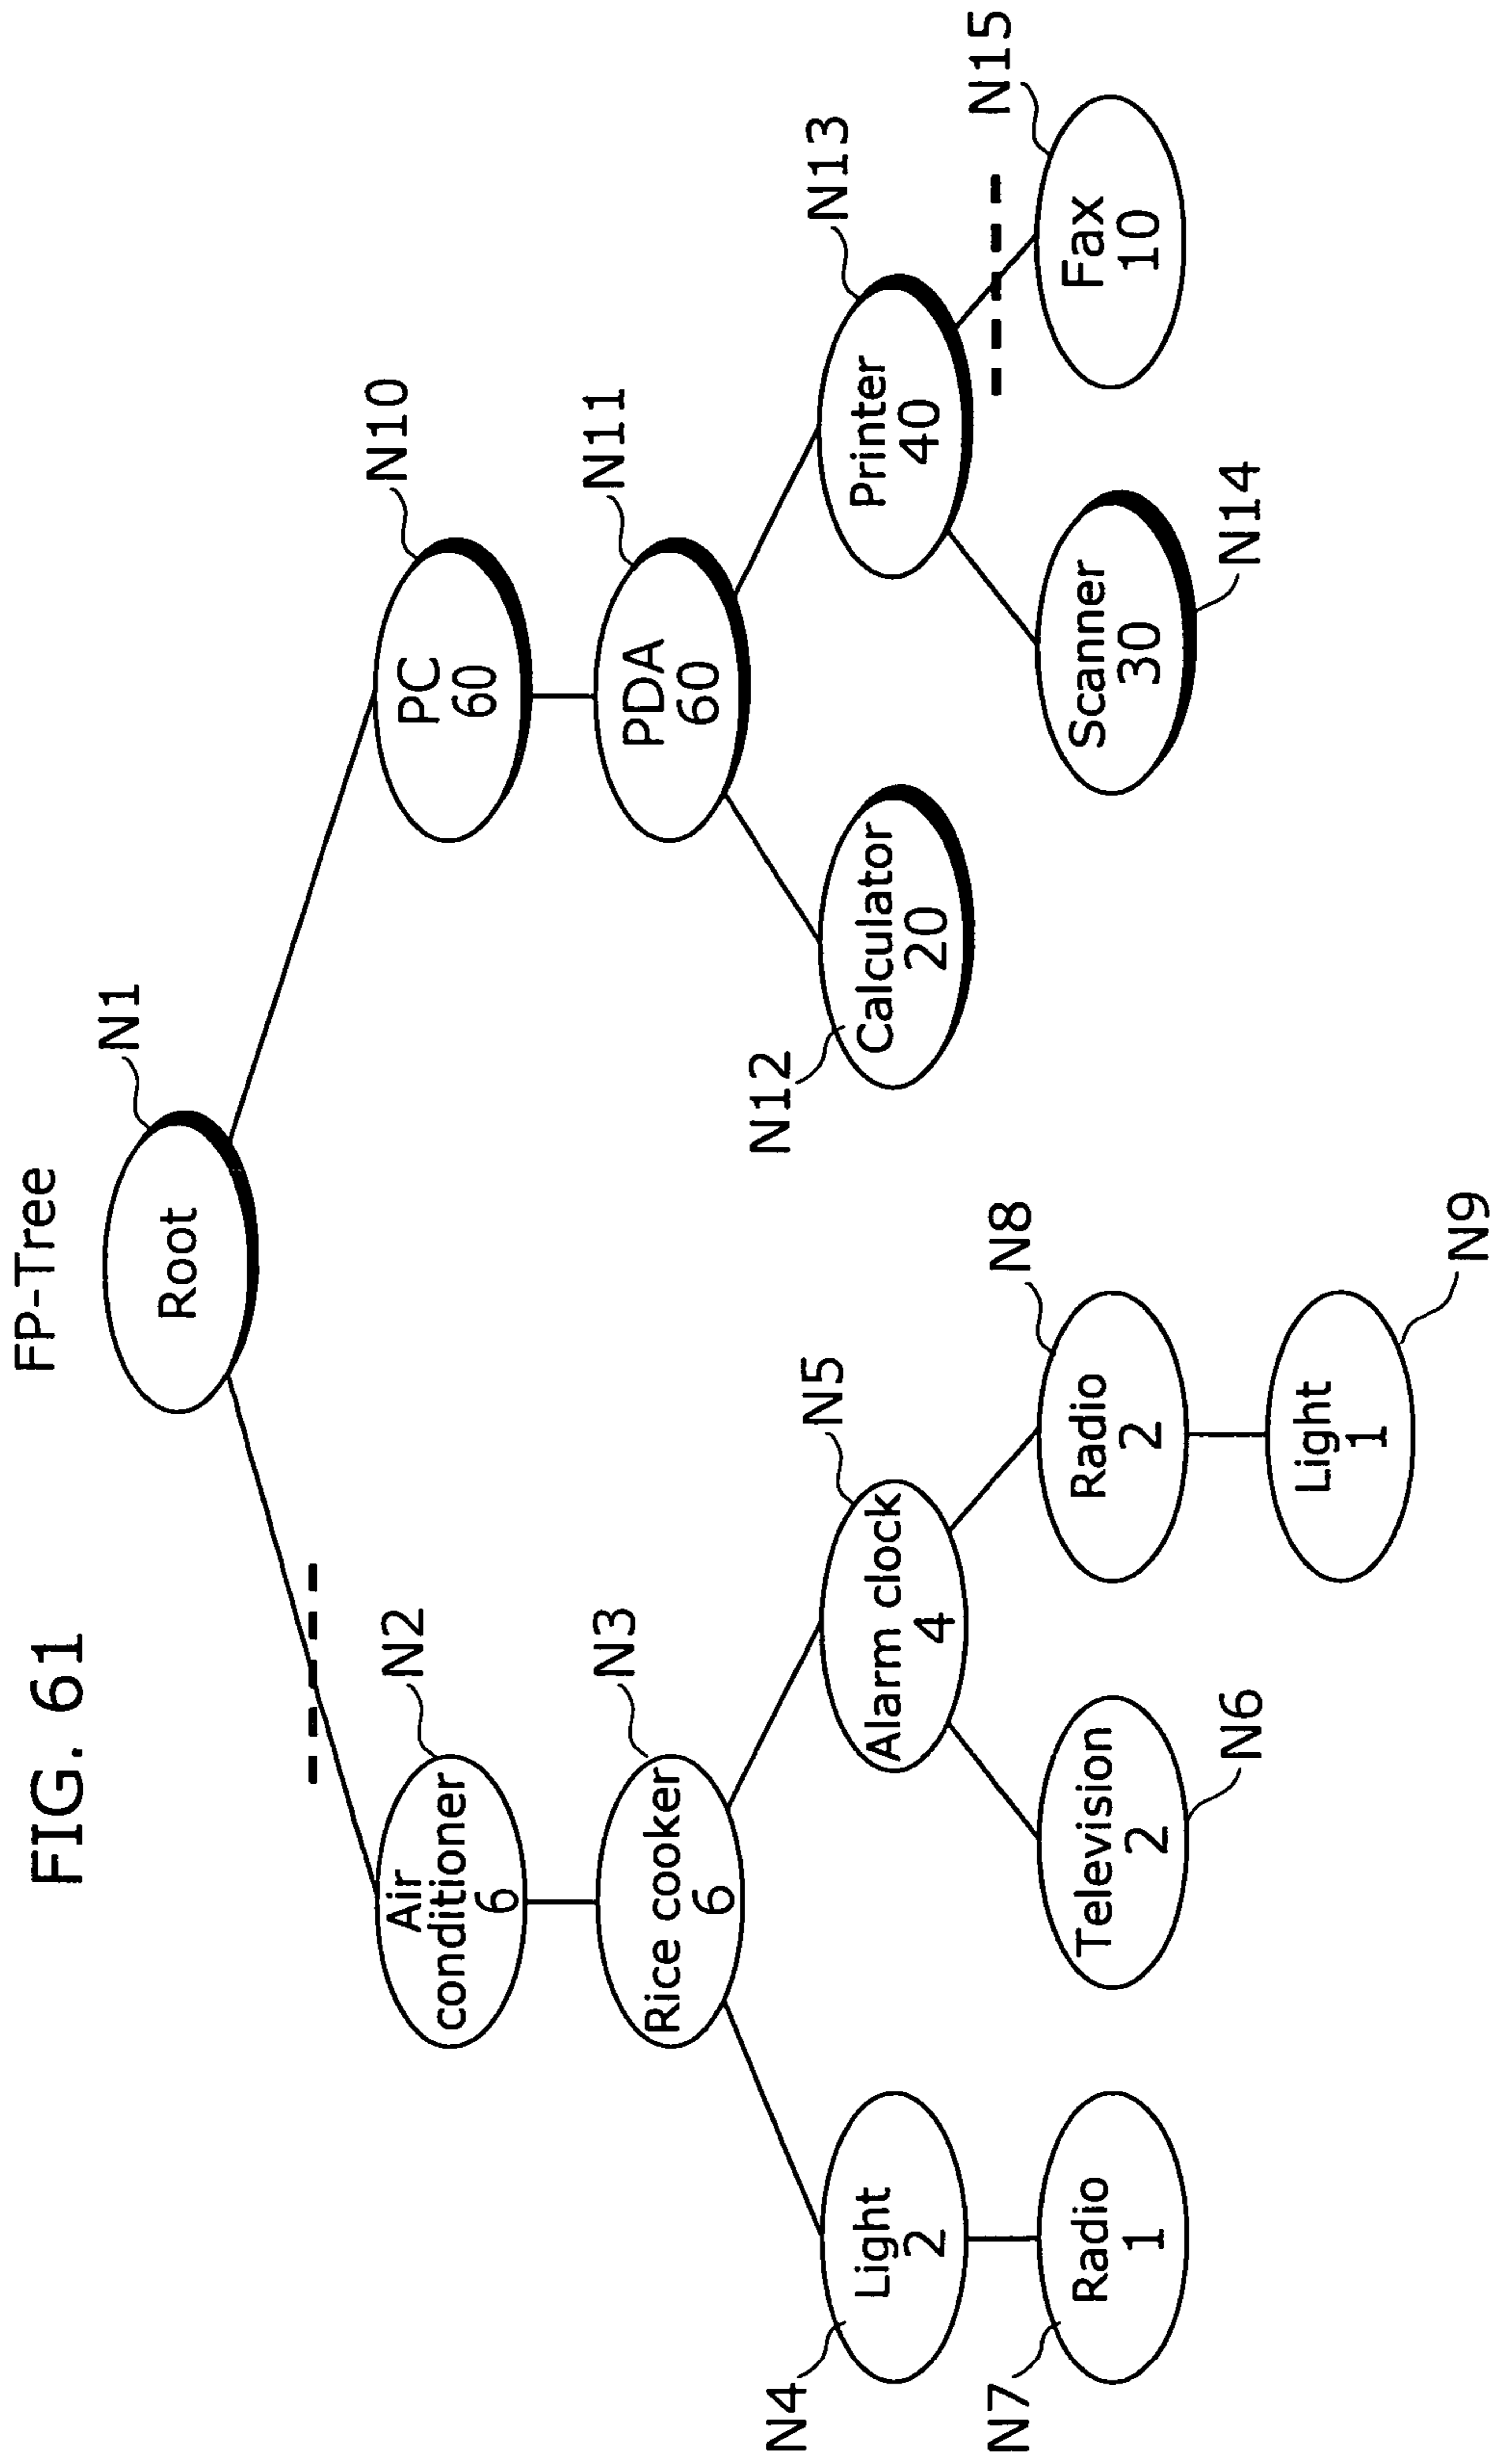 FIG. 61
FP-Tree
N1
Root
N2
Air
conditioner
6
N10
PC
60
N3
Rice cooker
6
N11
PDA
60
N4
Light
2
N5
Alarm clock
4
N12
Calculator
20
N13
Printer
40
N7
Radio
1
Television
2
N6
N8
Radio
2
Scanner
30
N14
N15
Fax
10
Light
1
N9